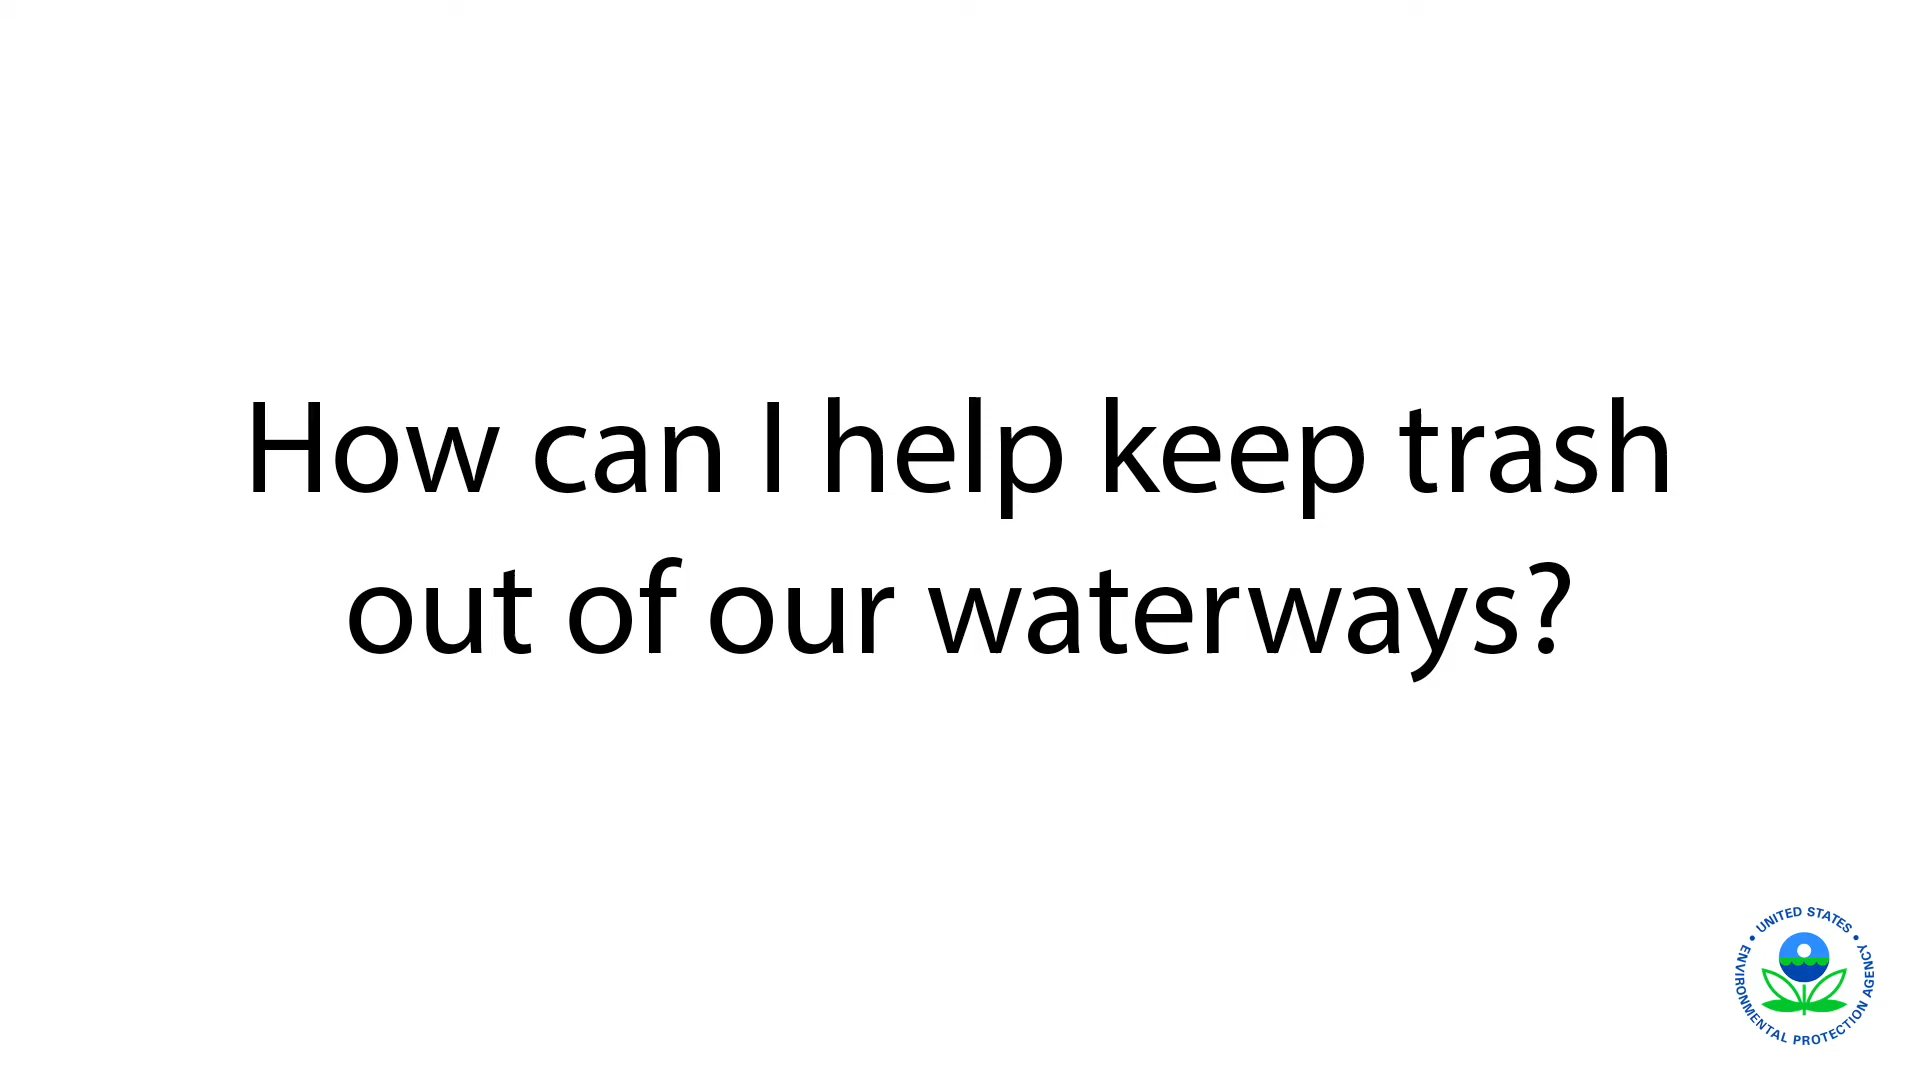 How can I help keep trash
out of our waterways?
UNITED STATES
ENVIRONMENTAL PROTECTION AGENCY